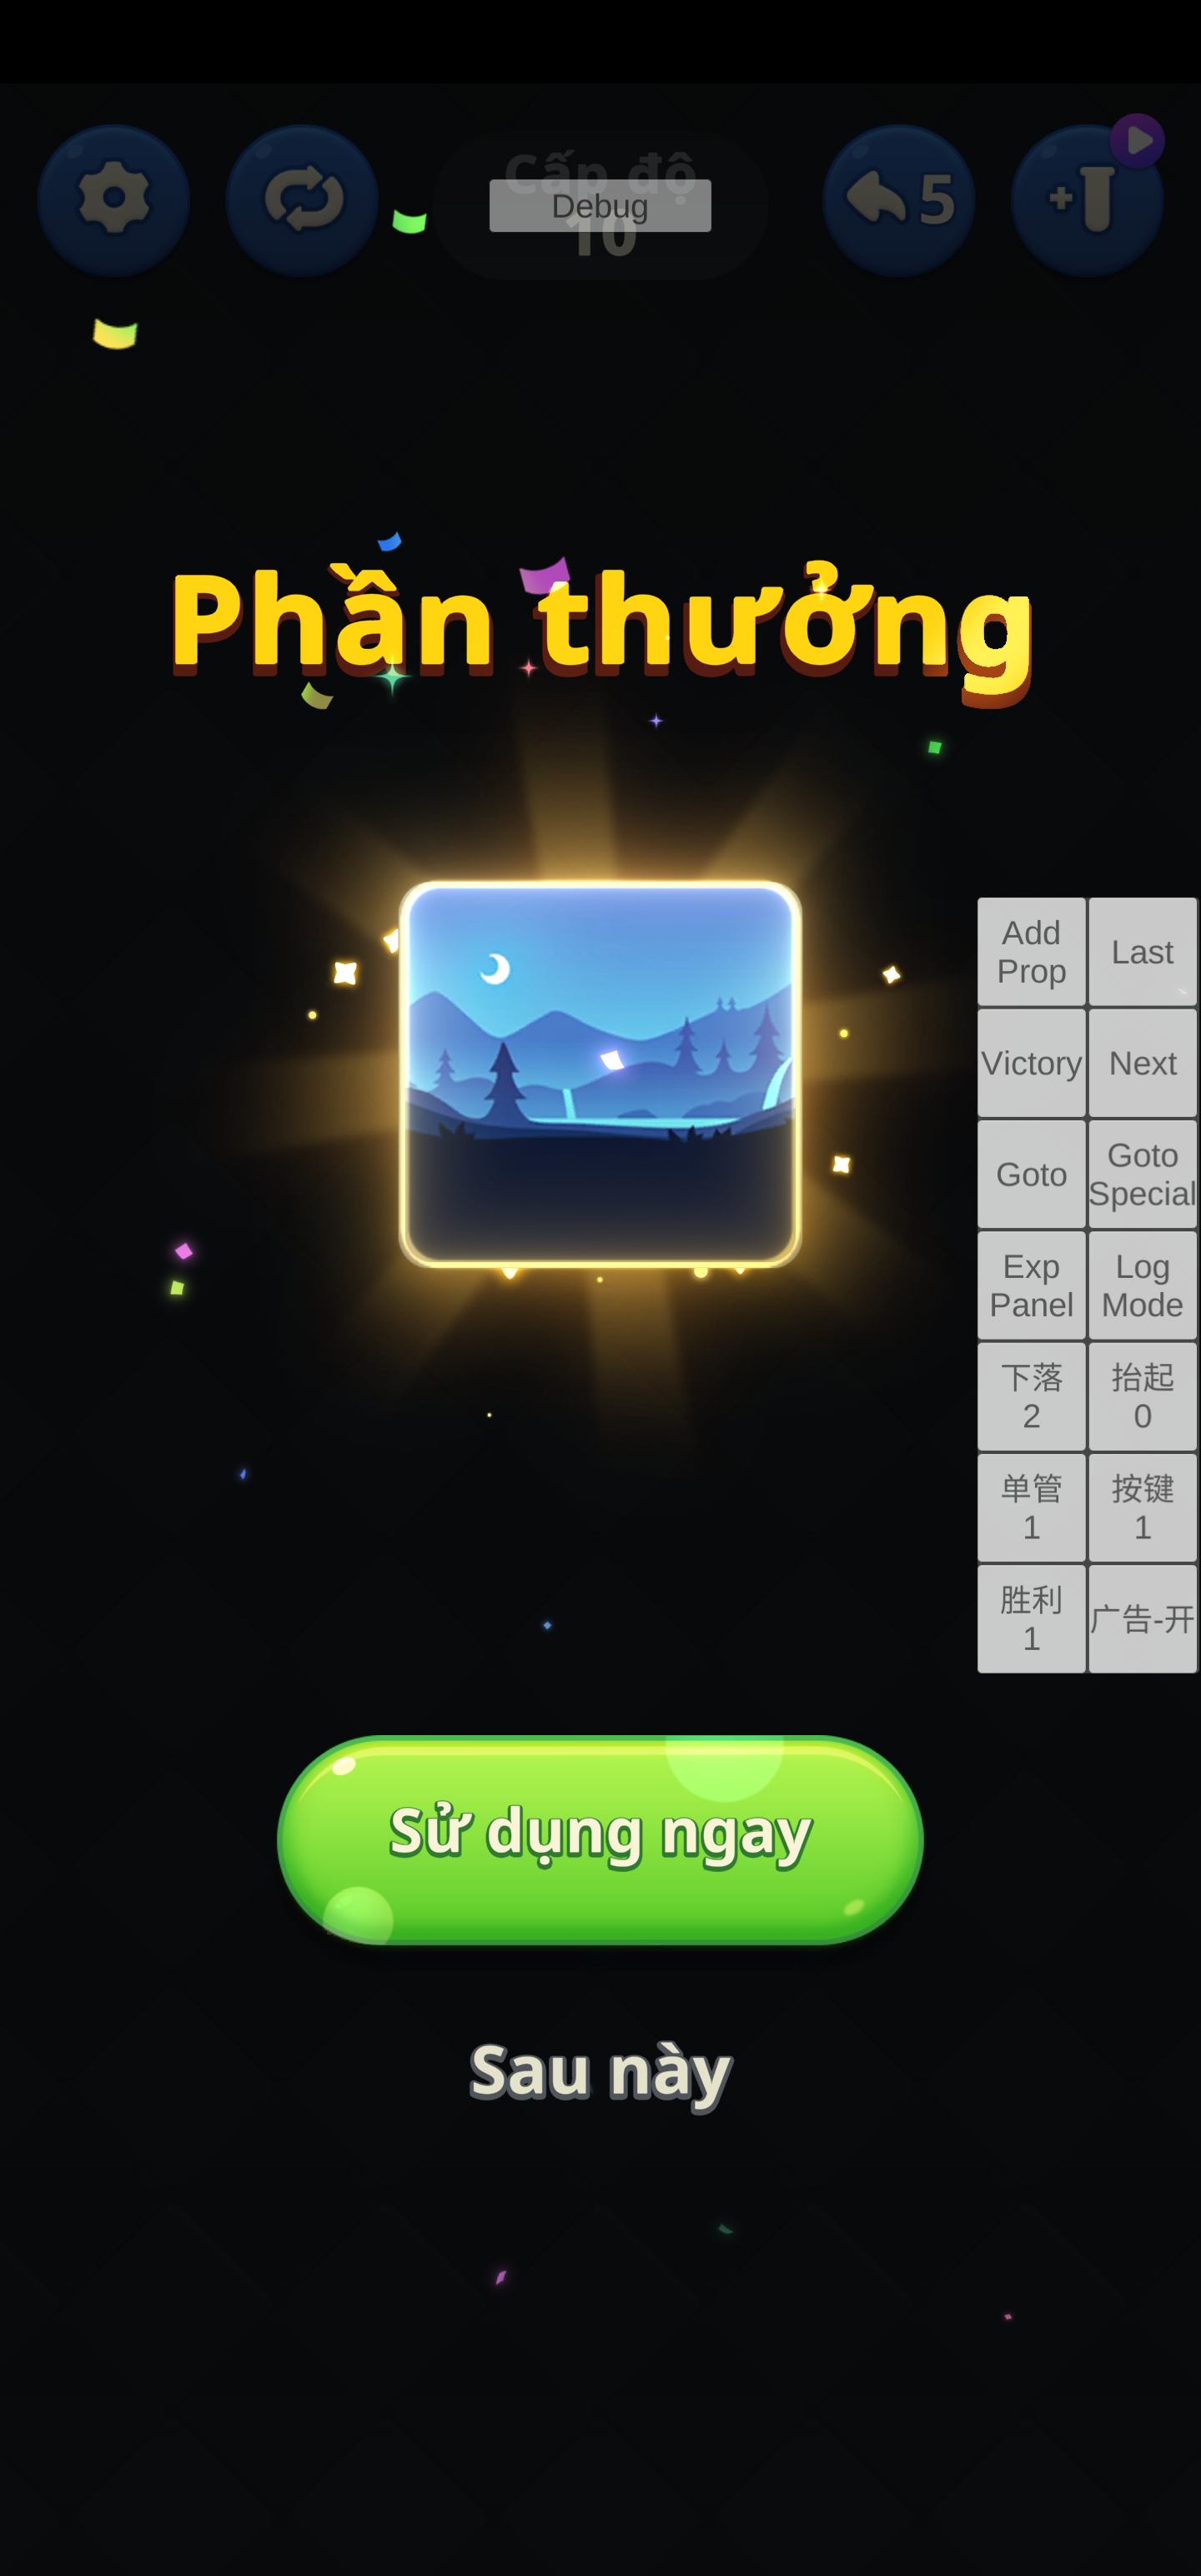 Cấp độ
10
Debug
5
Phần thưởng
Add
Prop
Last
Victory
Next
Goto
Goto
Special
Exp
Panel
Log
Mode
下落
2
抬起
0
单管
1
按键
1
胜利
1
广告-开
Sử dụng ngay
Sau này